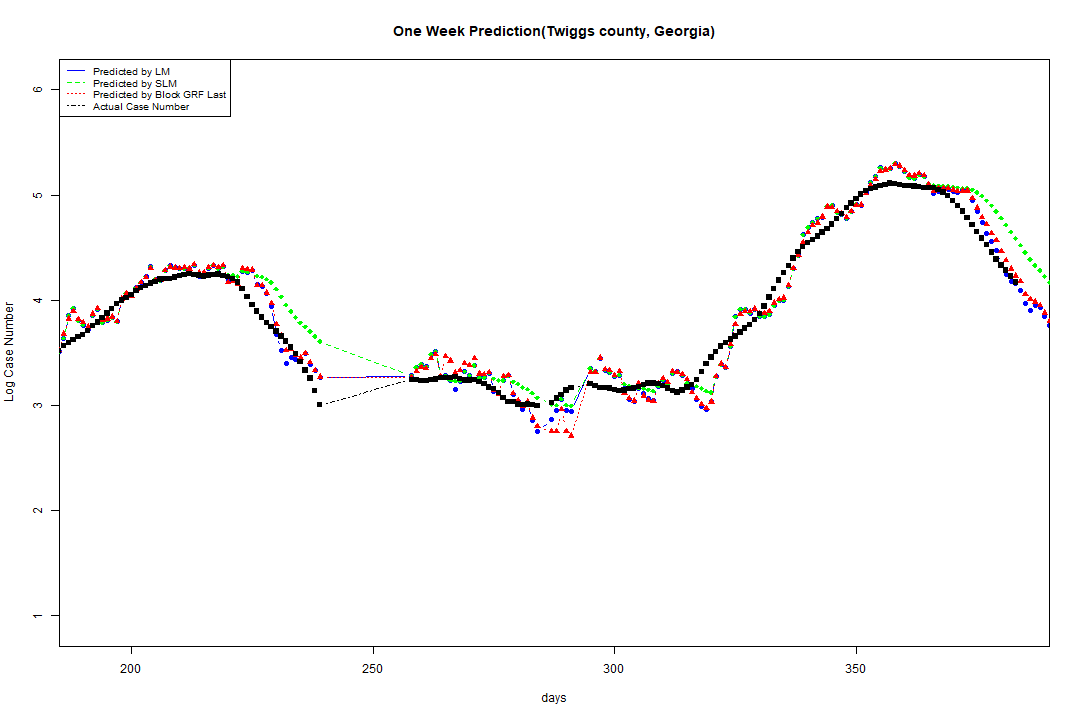 One Week Prediction(Twiggs county, Georgia)
Predicted by LM
Predicted by SLM
Predicted by Block GRF Last
Actual Case Number
6
5
4
3
2
1
Log Case Number
200 250 300 350
days